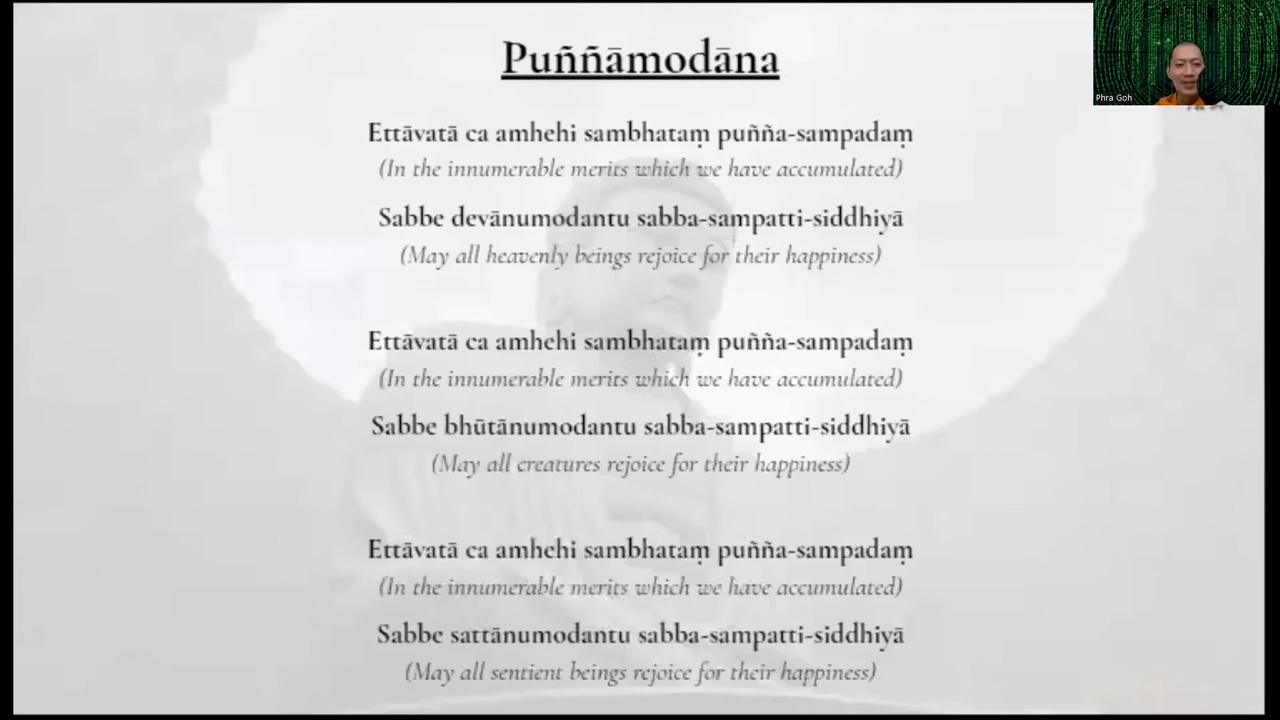 Puññāmodāna
Phra Goh
Ettāvatā ca amhehi sambhataṃ puñña-sampadaṃ
(In the innumerable merits which we have accumulated)
Sabbe devānumodantu sabba-sampatti-siddhiyā
(May all heavenly beings rejoice for their happiness)
Ettāvatā ca amhehi sambhataṃ puñña-sampadaṃ
(In the innumerable merits which we have accumulated)
Sabbe bhūtānumodantu sabba-sampatti-siddhiyā
(May all creatures rejoice for their happiness)
Ettāvatā ca amhehi sambhataṃ puñña-sampadaṃ
(In the innumerable merits which we have accumulated)
Sabbe sattānumodantu sabba-sampatti-siddhiyā
(May all sentient beings rejoice for their happiness)